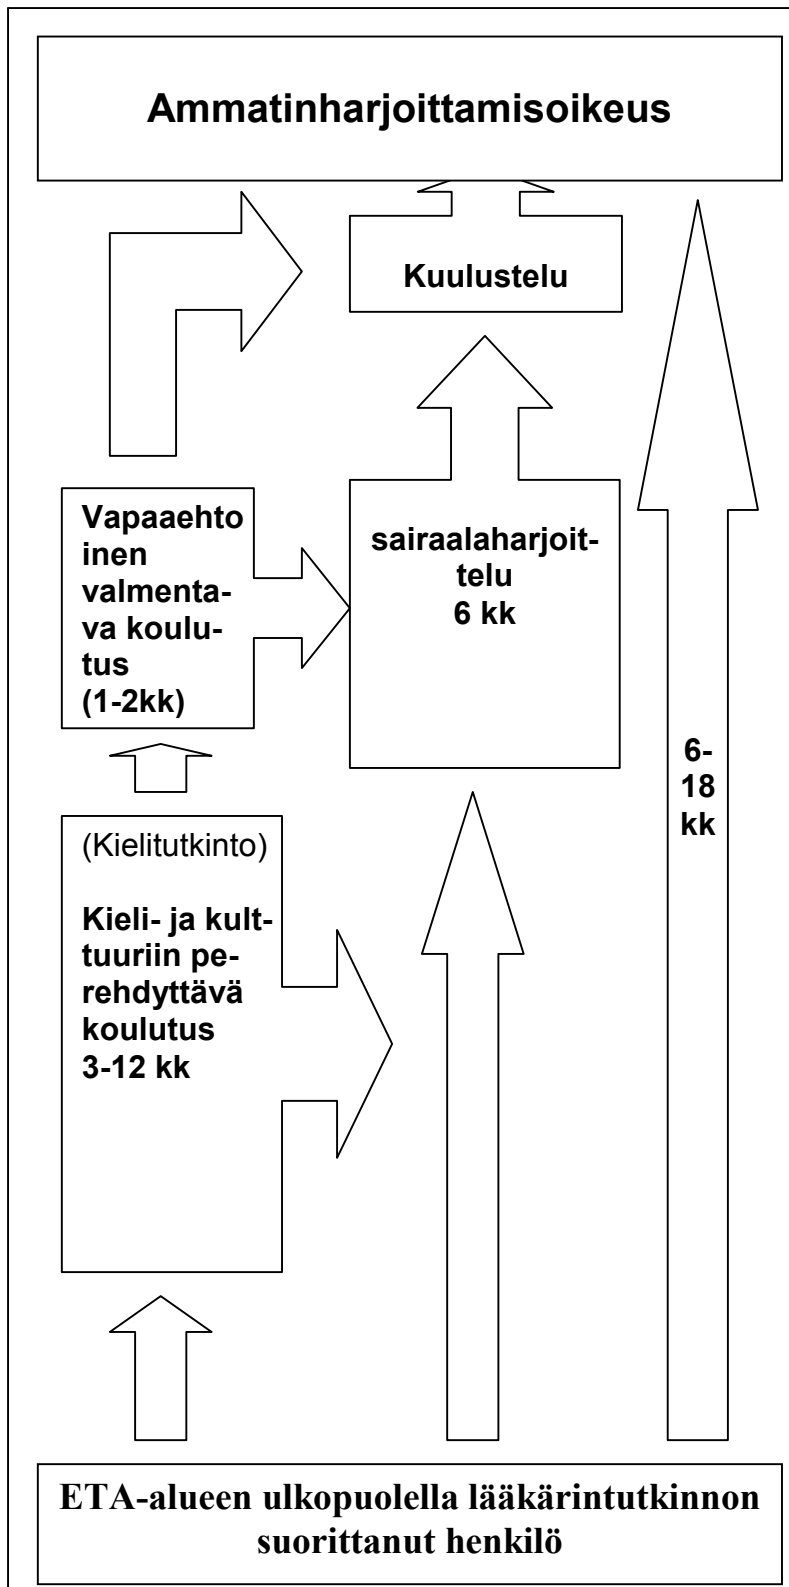 Ammatinharjoittamisoikeus
Kuulustelu
Vapaaehto
inen
valmenta-
va koulu-
tus
(1-2kk)
sairaalaharjoit-
telu
6 kk
6-
18
kk
(Kielitutkinto)
Kieli- ja kult-
tuuriin pe-
rehdyttävä
koulutus
3-12 kk
ETA-alueen ulkopuolella lääkärintutkinnon
suorittanut henkilö